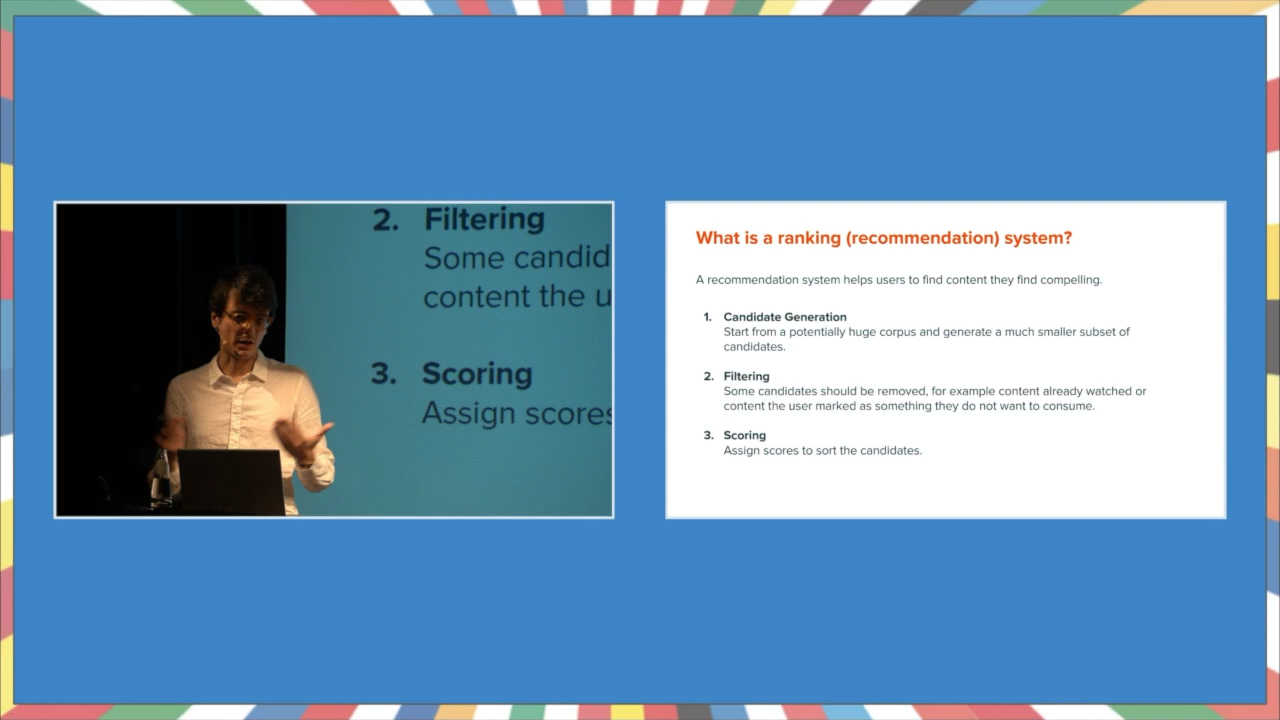 2. Filtering
Some candid
content the u
3. Scoring
Assign scores
What is a ranking (recommendation) system?
A recommendation system helps users to find content they find compelling.
1. Candidate Generation
Start from a potentially huge corpus and generate a much smaller subset of
candidates.
2. Filtering
Some candidates should be removed, for example content already watched or
content the user marked as something they do not want to consume.
3. Scoring
Assign scores to sort the candidates.